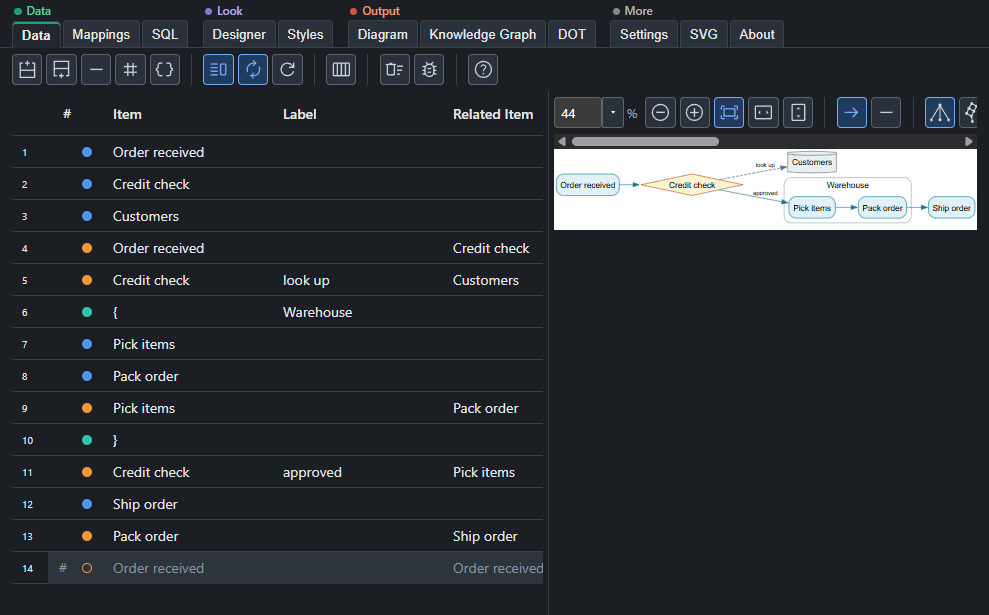 Data Look Output More
Data Mappings SQL Designer Styles Diagram Knowledge Graph DOT Settings SVG About
# Item Label Related Item
1 Order received
2 Credit check
3 Customers
4 Order received Credit check
5 Credit check look up Customers
6 { Warehouse
7 Pick items
8 Pack order
9 Pick items Pack order
10 }
11 Credit check approved Pick items
12 Ship order
13 Pack order Ship order
14 # Order received Order received
44 %
look up
Customers
Order received
Credit check
Warehouse
approved
Pick items
Pack order
Ship order